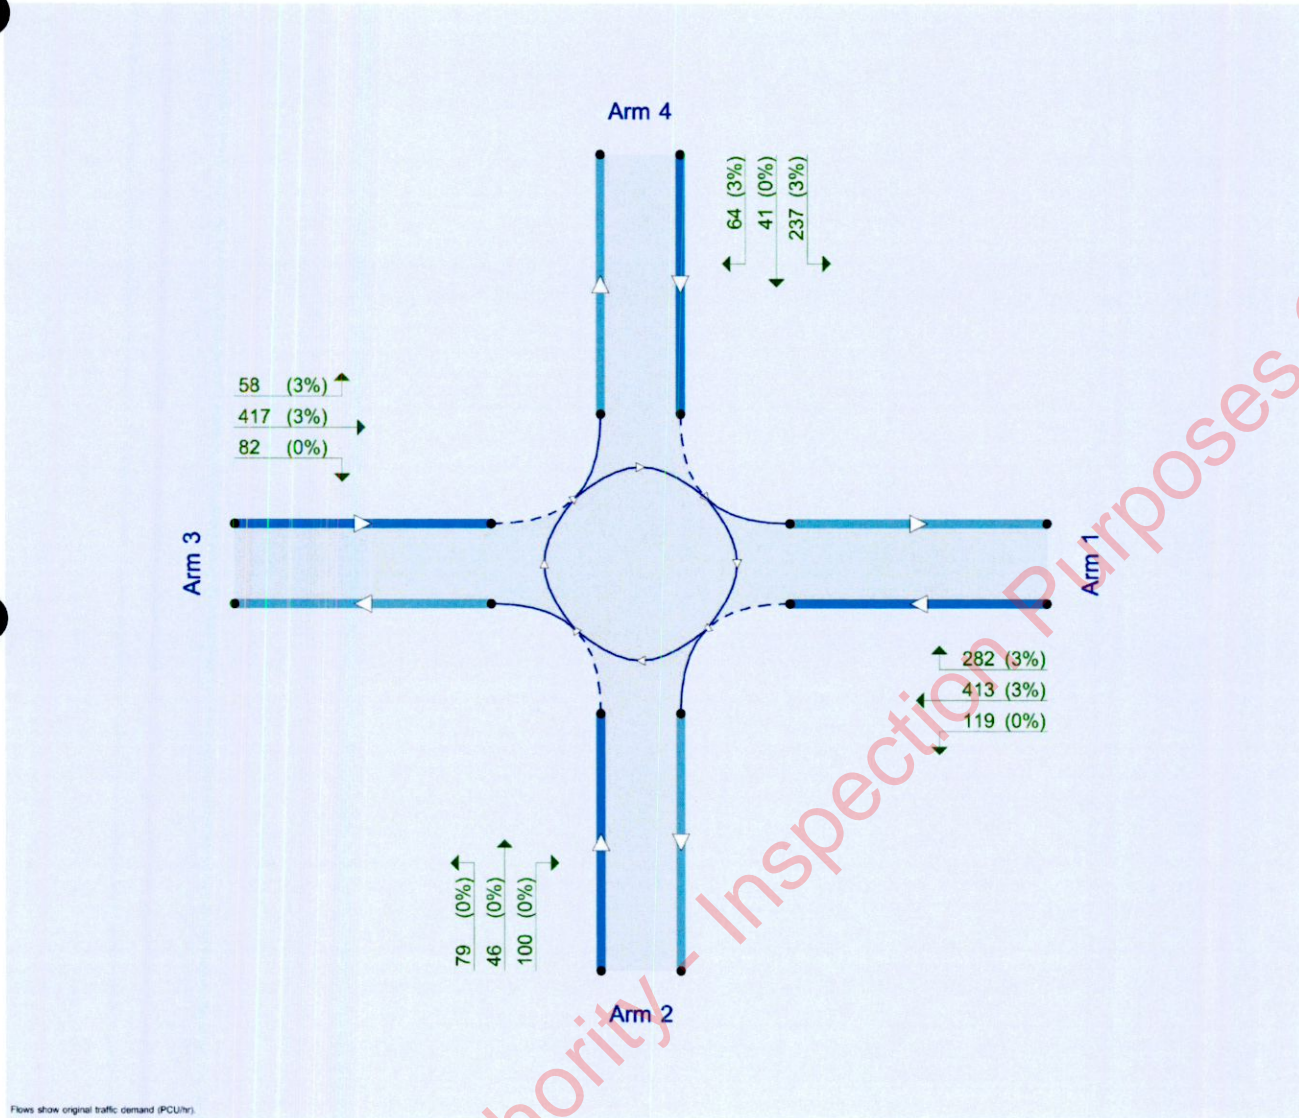 Arm 4
64 (3%)
41 (0%)
237 (3%)
58 (3%)
417 (3%)
82 (0%)
Arm 3
Arm 1
282 (3%)
413 (3%)
119 (0%)
79 (0%)
46 (0%)
100 (0%)
Arm 2
hority - Inspection Purposes
Flows show original traffic demand (PCU/hr).